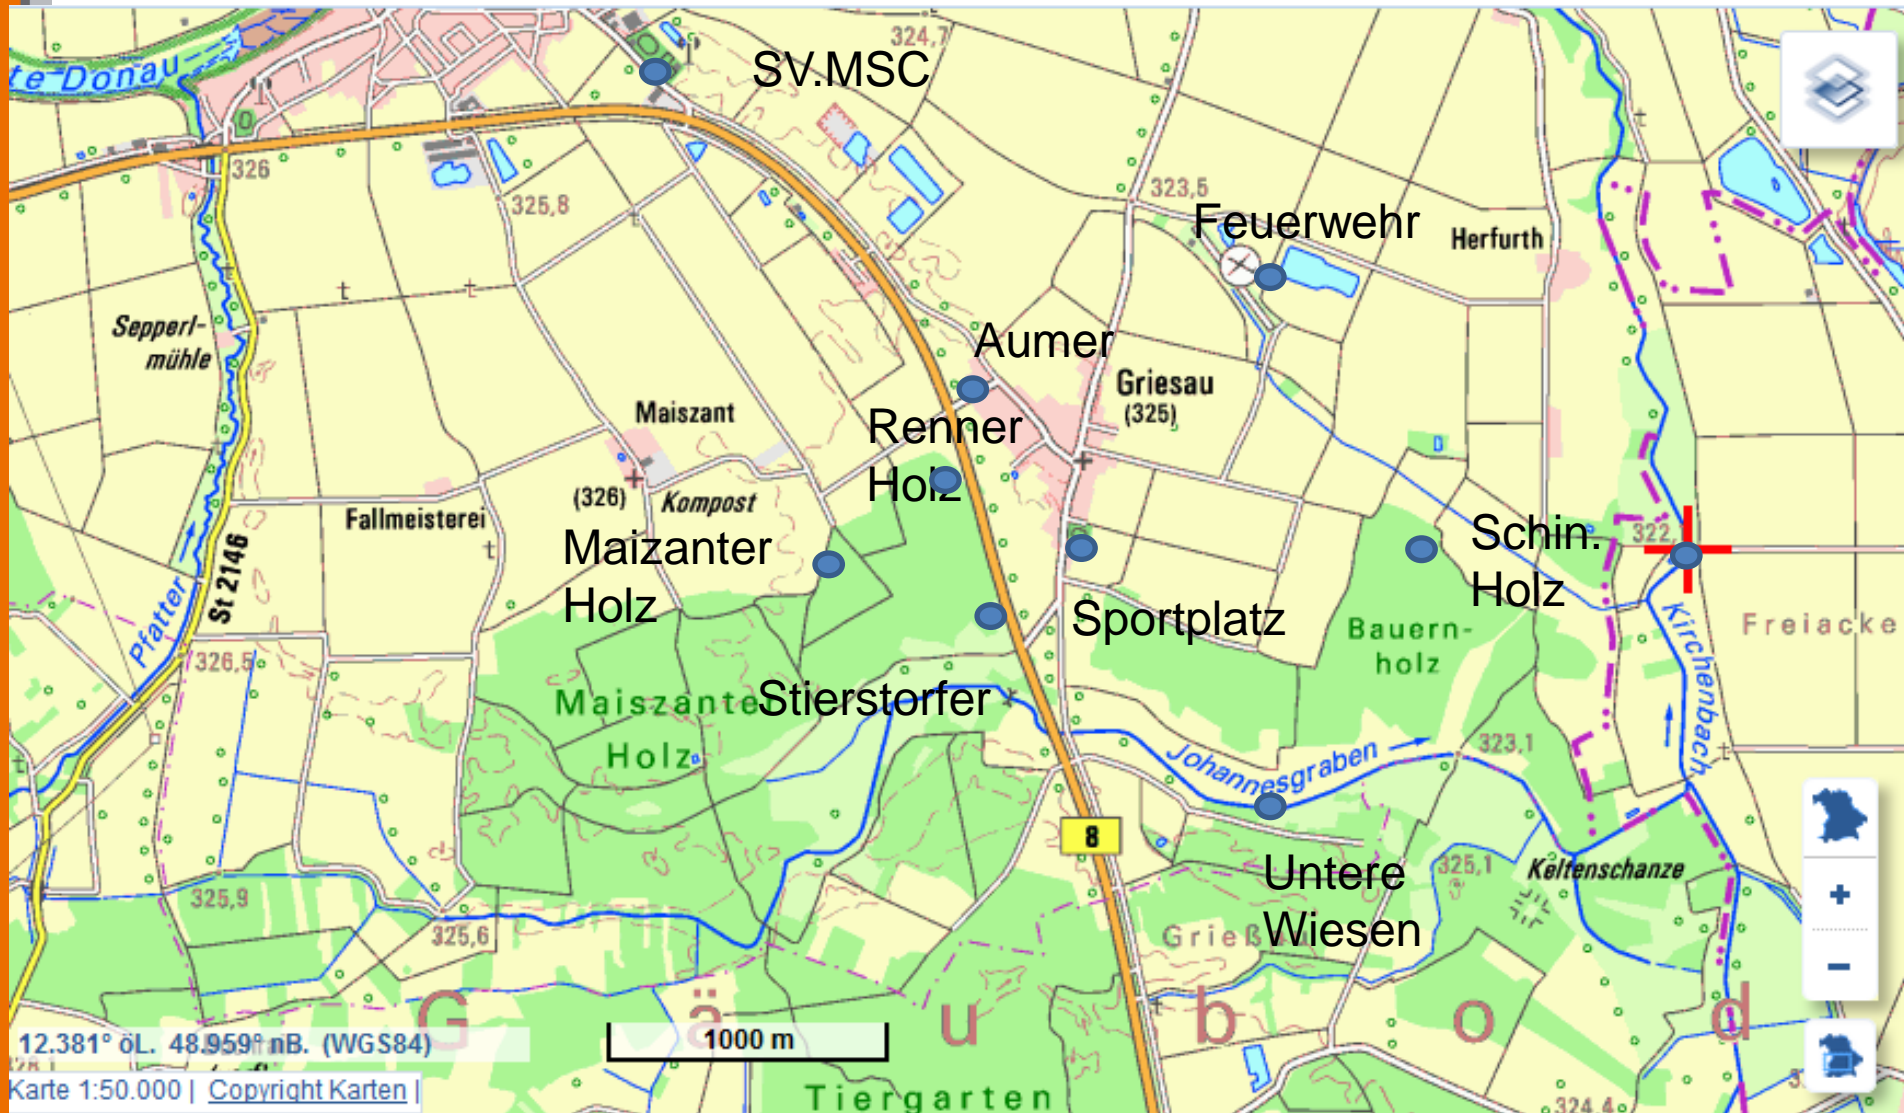 te Donau
324,7
SV.MSC
326
325,8
323,5
Feuerwehr
Herfurth
Sepperl-
mühle
Aumer
Griesau
(325)
Maiszant
Renner
Holz
(326)
Kompost
Fallmeisterei
Maizanter
Holz
Schin.
Holz
322,
St 2146
Pfatter
Sportplatz
Bauern-
holz
Kirchenbach
Freiacke
326,5
Maiszante
Holz
Stierstorfer
Johannesgraben
323,1
8
Untere
Wiesen
325,1
Keltenschanze
325,9
325,6
Grießau
G ä u b o d
12.381° öL. 48.959° nB. (WGS84)
1000 m
Karte 1:50.000 | Copyright Karten |
Tiergarten
324,4
+
−